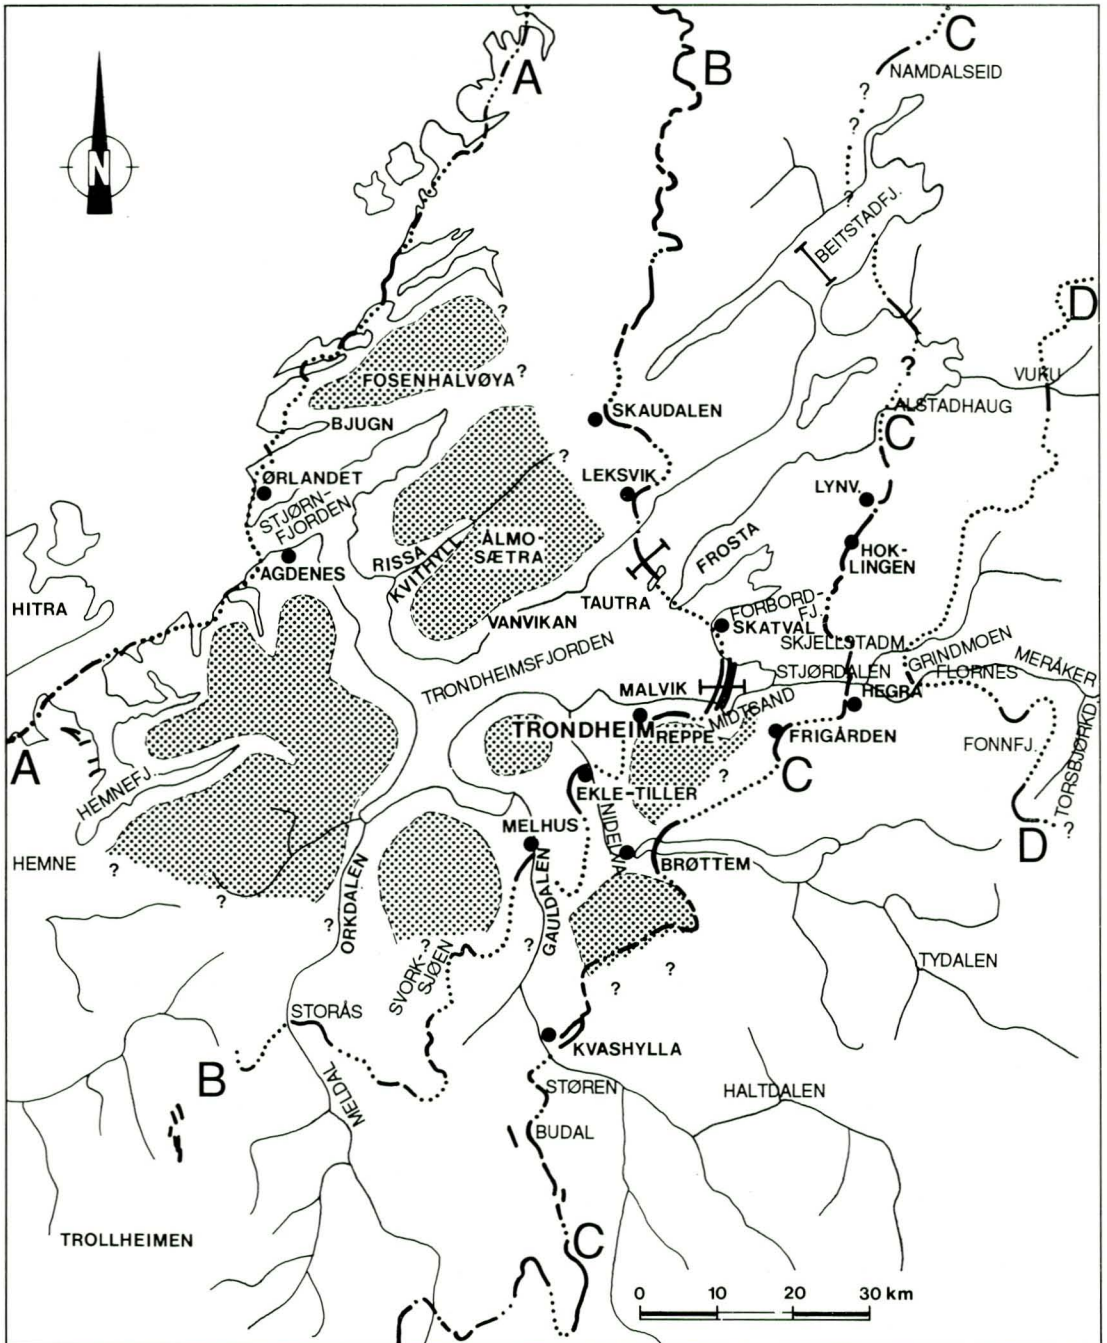 A
B
C
NAMDALSEID
?
?
N
?
BEITSTADFJ.
D
?
FOSENHALVØYA
?
?
VUKU
BJUGN
SKAUDALEN
ALSTADHAUG
C
?
ØRLANDET
STJØRN-
FJORDEN
LEKSVIK
LYNV.
ÅLMO-
SÆTRA
FROSTA
HOK-
LINGEN
RISSA
KVITHYLL
AGDENES
HITRA
TAUTRA
VANVIKAN
FORBORD-
FJ.
SKATVAL
SKJELLSTADM.
GRINDMOEN
FLORNES
MERÅKER
TRONDHEIMSFJORDEN
STJØRDALEN
HEGRA
MALVIK
MIDTSAND
TRONDHEIM
REPPE
FRIGÅRDEN
FONNFJ.
TORSBJØRKD.
A
HEMNEFJ.
?
C
EKLE-TILLER
NIDELVA
MELHUS
?
D
HEMNE
?
BRØTTEM
?
ORKDALEN
GAULDALEN
?
?
?
SVORK-
SJØEN
?
TYDALEN
?
STORÅS
KVASHYLLA
B
MELDAL
STØREN
HALTDALEN
BUDAL
TROLLHEIMEN
C
0 10 20 30 km